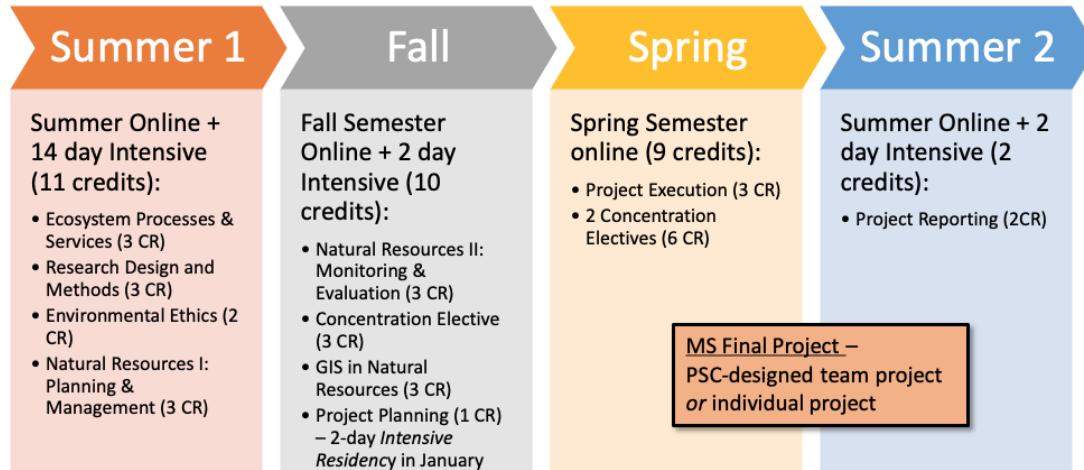 Summer 1
Fall
Spring
Summer 2
Summer Online +
14 day Intensive
(11 credits):
• Ecosystem Processes &
Services (3 CR)
• Research Design and
Methods (3 CR)
• Environmental Ethics (2
CR)
• Natural Resources I:
Planning &
Management (3 CR)
Fall Semester
Online + 2 day
Intensive (10
credits):
• Natural Resources II:
Monitoring &
Evaluation (3 CR)
• Concentration Elective
(3 CR)
• GIS in Natural
Resources (3 CR)
• Project Planning (1 CR)
– 2-day Intensive
Residency in January
Spring Semester
online (9 credits):
• Project Execution (3 CR)
• 2 Concentration
Electives (6 CR)
Summer Online + 2
day Intensive (2
credits):
• Project Reporting (2CR)
MS Final Project –
PSC-designed team project
or individual project